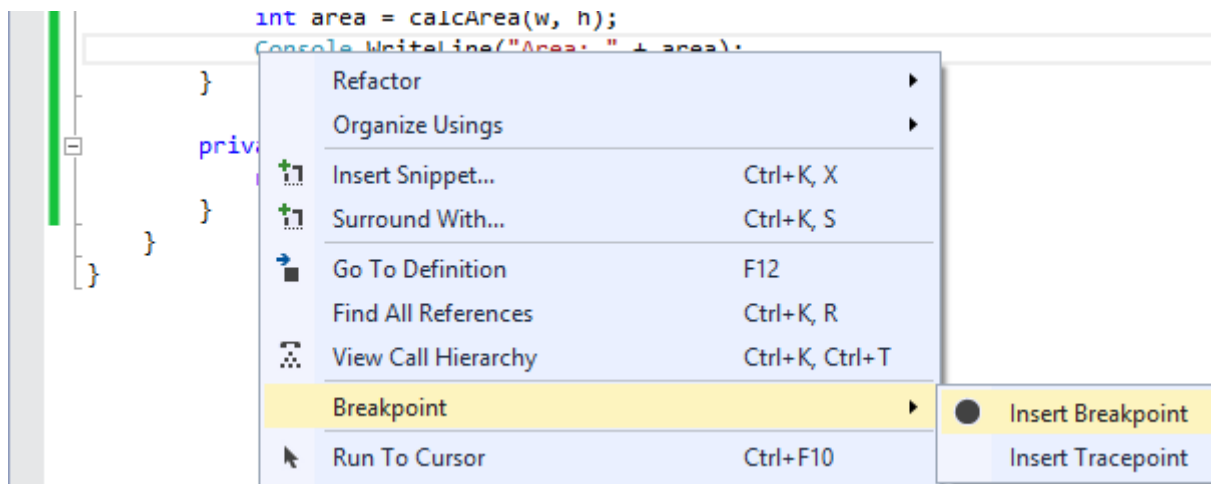 int area = calcArea(w, h);
Console.WriteLine("Area: " + area);
}
priv
}
}
}
Refactor
Organize Usings
Insert Snippet... Ctrl+K, X
Surround With... Ctrl+K, S
Go To Definition F12
Find All References Ctrl+K, R
View Call Hierarchy Ctrl+K, Ctrl+T
Breakpoint
Insert Breakpoint
Run To Cursor Ctrl+F10
Insert Tracepoint